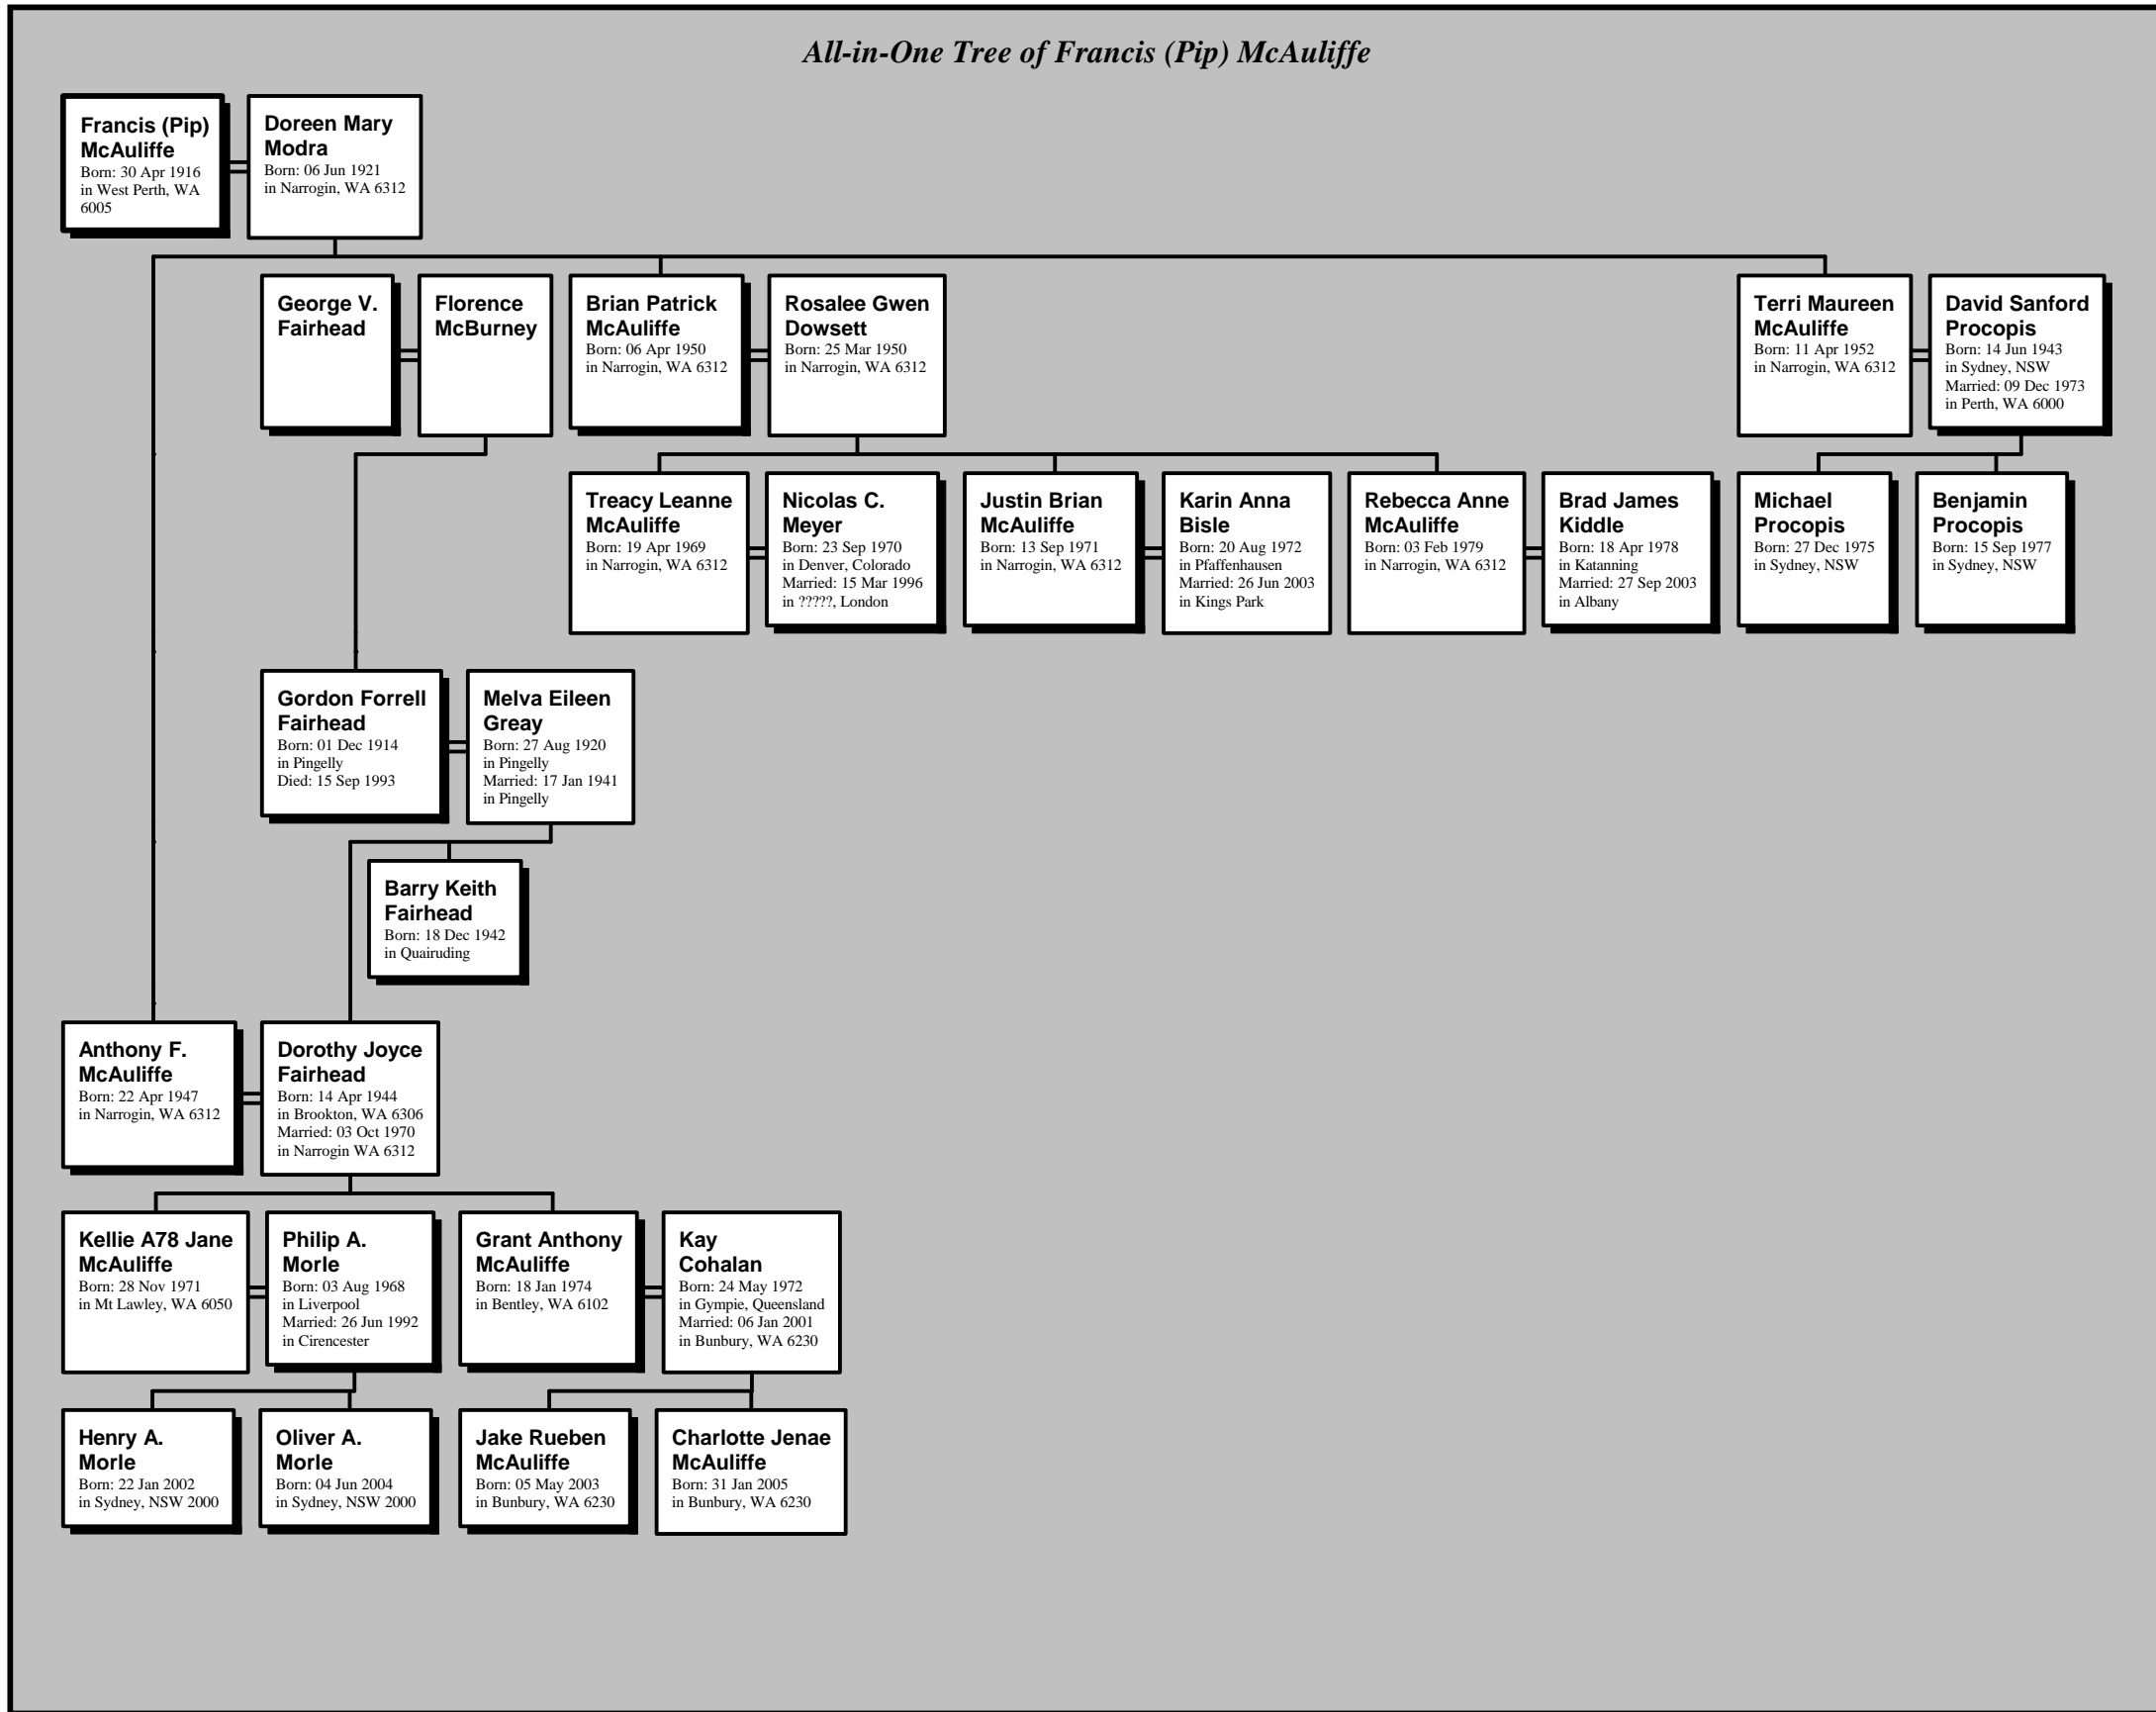 All-in-One Tree of Francis (Pip) McAuliffe
Francis (Pip)
McAuliffe
Born: 30 Apr 1916
in West Perth, WA
6005
Doreen Mary
Modra
Born: 06 Jun 1921
in Narrogin, WA 6312
George V.
Fairhead
Florence
McBurney
Brian Patrick
McAuliffe
Born: 06 Apr 1950
in Narrogin, WA 6312
Rosalee Gwen
Dowsett
Born: 25 Mar 1950
in Narrogin, WA 6312
Terri Maureen
McAuliffe
Born: 11 Apr 1952
in Narrogin, WA 6312
David Sanford
Procopis
Born: 14 Jun 1943
in Sydney, NSW
Married: 09 Dec 1973
in Perth, WA 6000
Treacy Leanne
McAuliffe
Born: 19 Apr 1969
in Narrogin, WA 6312
Nicolas C.
Meyer
Born: 23 Sep 1970
in Denver, Colorado
Married: 15 Mar 1996
in ?????, London
Justin Brian
McAuliffe
Born: 13 Sep 1971
in Narrogin, WA 6312
Karin Anna
Bisle
Born: 20 Aug 1972
in Pfaffenhausen
Married: 26 Jun 2003
in Kings Park
Rebecca Anne
McAuliffe
Born: 03 Feb 1979
in Narrogin, WA 6312
Brad James
Kiddle
Born: 18 Apr 1978
in Katanning
Married: 27 Sep 2003
in Albany
Michael
Procopis
Born: 27 Dec 1975
in Sydney, NSW
Benjamin
Procopis
Born: 15 Sep 1977
in Sydney, NSW
Gordon Forrell
Fairhead
Born: 01 Dec 1914
in Pingelly
Died: 15 Sep 1993
Melva Eileen
Greay
Born: 27 Aug 1920
in Pingelly
Married: 17 Jan 1941
in Pingelly
Barry Keith
Fairhead
Born: 18 Dec 1942
in Quairuding
Anthony F.
McAuliffe
Born: 22 Apr 1947
in Narrogin, WA 6312
Dorothy Joyce
Fairhead
Born: 14 Apr 1944
in Brookton, WA 6306
Married: 03 Oct 1970
in Narrogin WA 6312
Kellie A78 Jane
McAuliffe
Born: 28 Nov 1971
in Mt Lawley, WA 6050
Philip A.
Morle
Born: 03 Aug 1968
in Liverpool
Married: 26 Jun 1992
in Cirencester
Grant Anthony
McAuliffe
Born: 18 Jan 1974
in Bentley, WA 6102
Kay
Cohalan
Born: 24 May 1972
in Gympie, Queensland
Married: 06 Jan 2001
in Bunbury, WA 6230
Henry A.
Morle
Born: 22 Jan 2002
in Sydney, NSW 2000
Oliver A.
Morle
Born: 04 Jun 2004
in Sydney, NSW 2000
Jake Rueben
McAuliffe
Born: 05 May 2003
in Bunbury, WA 6230
Charlotte Jenae
McAuliffe
Born: 31 Jan 2005
in Bunbury, WA 6230